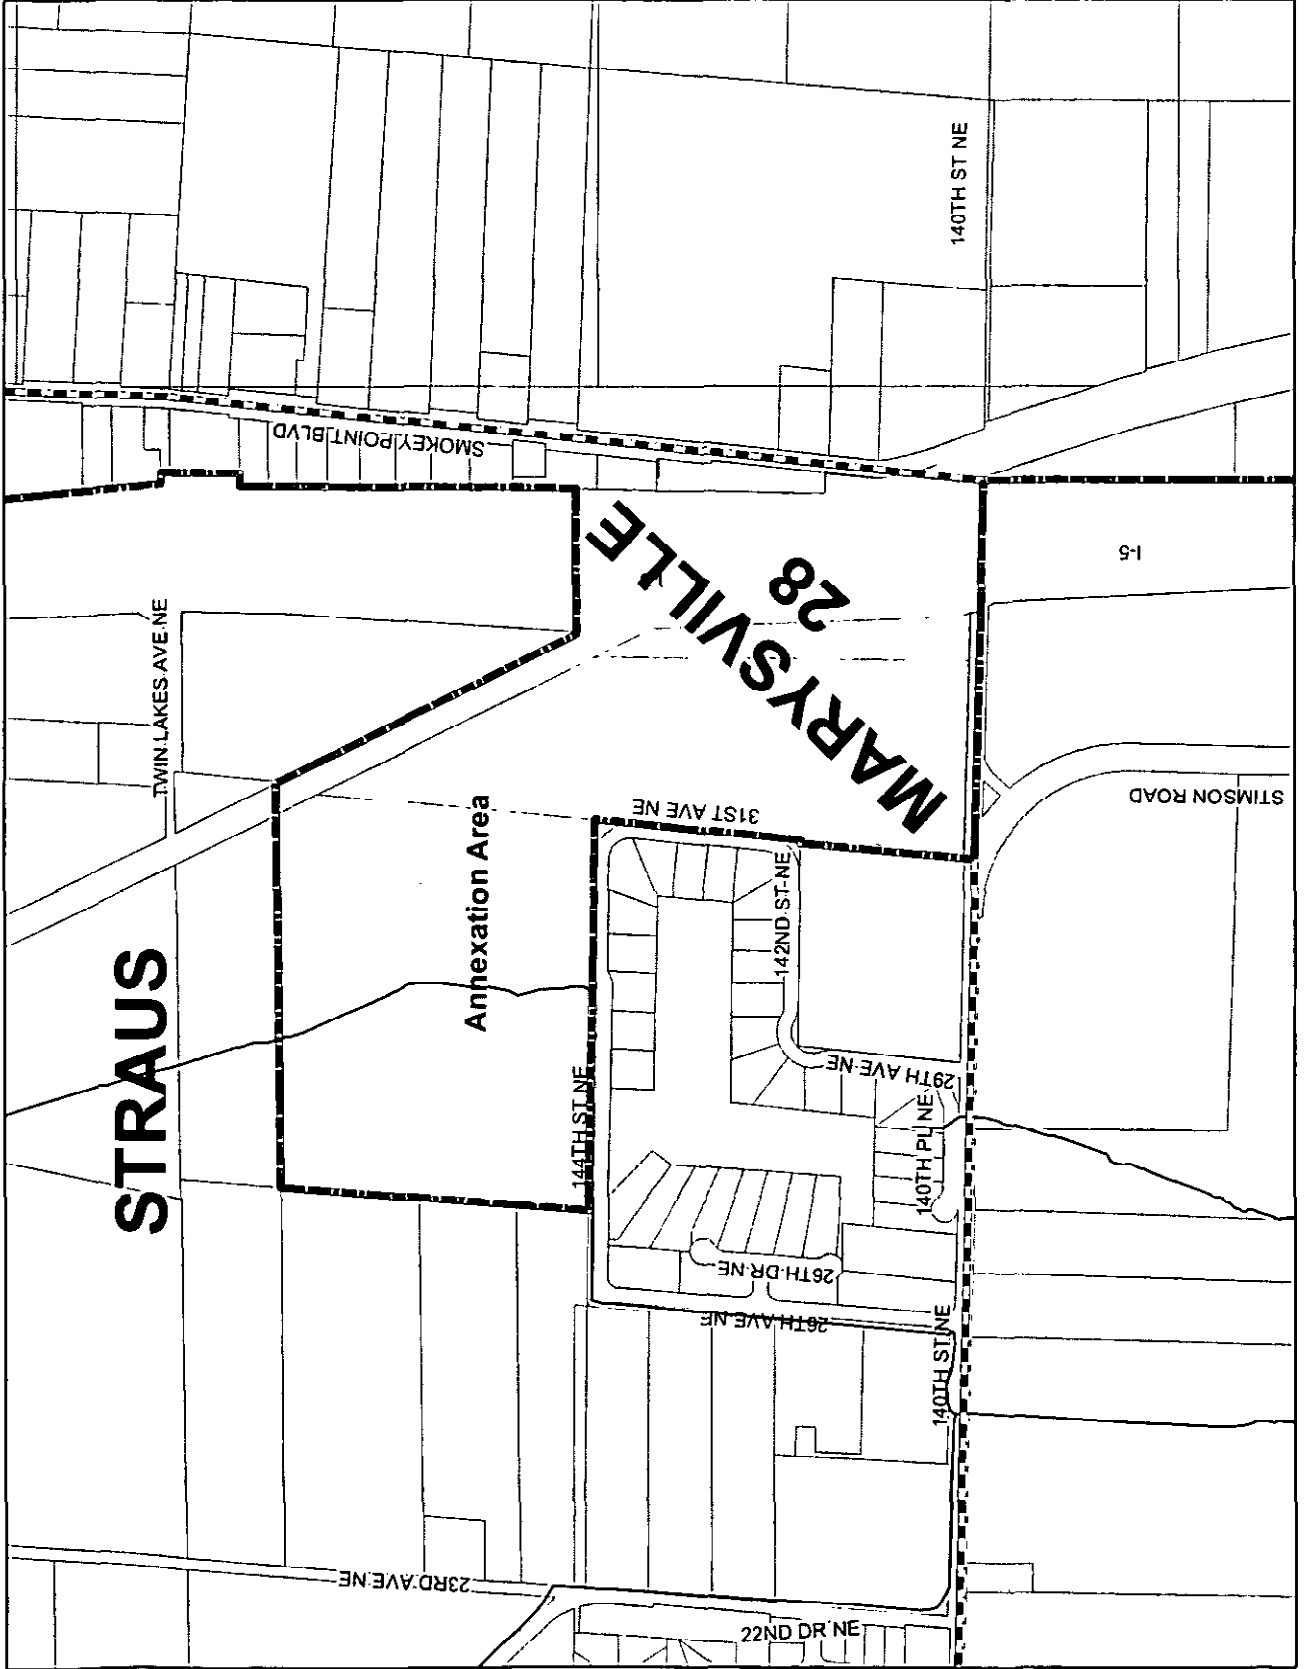 STRAUS
TWIN LAKES AVE NE
SMOKEY POINT BLVD
140TH ST NE
MARYSVILLE
28
I-5
Annexation Area
31ST AVE NE
STIMSON ROAD
142ND ST NE
144TH ST NE
29TH AVE NE
140TH PL NE
26TH DR NE
26TH AVE NE
140TH ST NE
23RD AVE NE
22ND DR NE